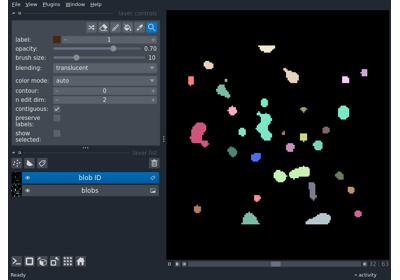 File View Plugins Window Help
layer controls
label: 1
opacity: 0.70
brush size: 10
blending: translucent
color mode: auto
contour: 0
n edit dim: 2
contiguous:
preserve
labels:
show
selected:
layer list
blob ID
blobs
32 63
Ready
activity